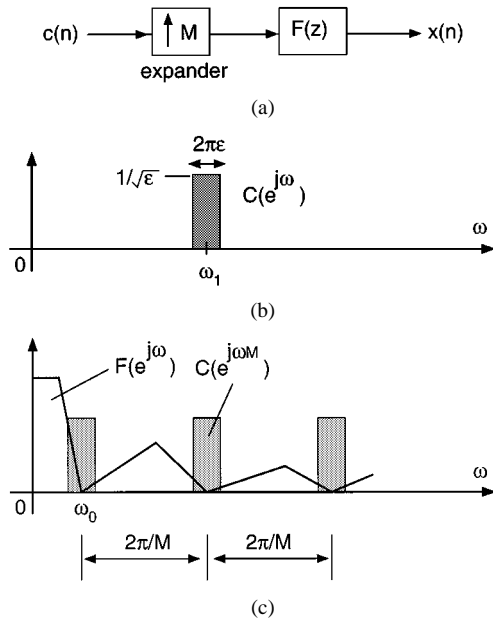 c(n) ↑ M F(z) x(n)
expander
(a)
2πε
1/√ε C(e^jω)
ω
0 ω₁
(b)
F(e^jω) C(e^jωM)
ω
0 ω₀
2π/M 2π/M
(c)